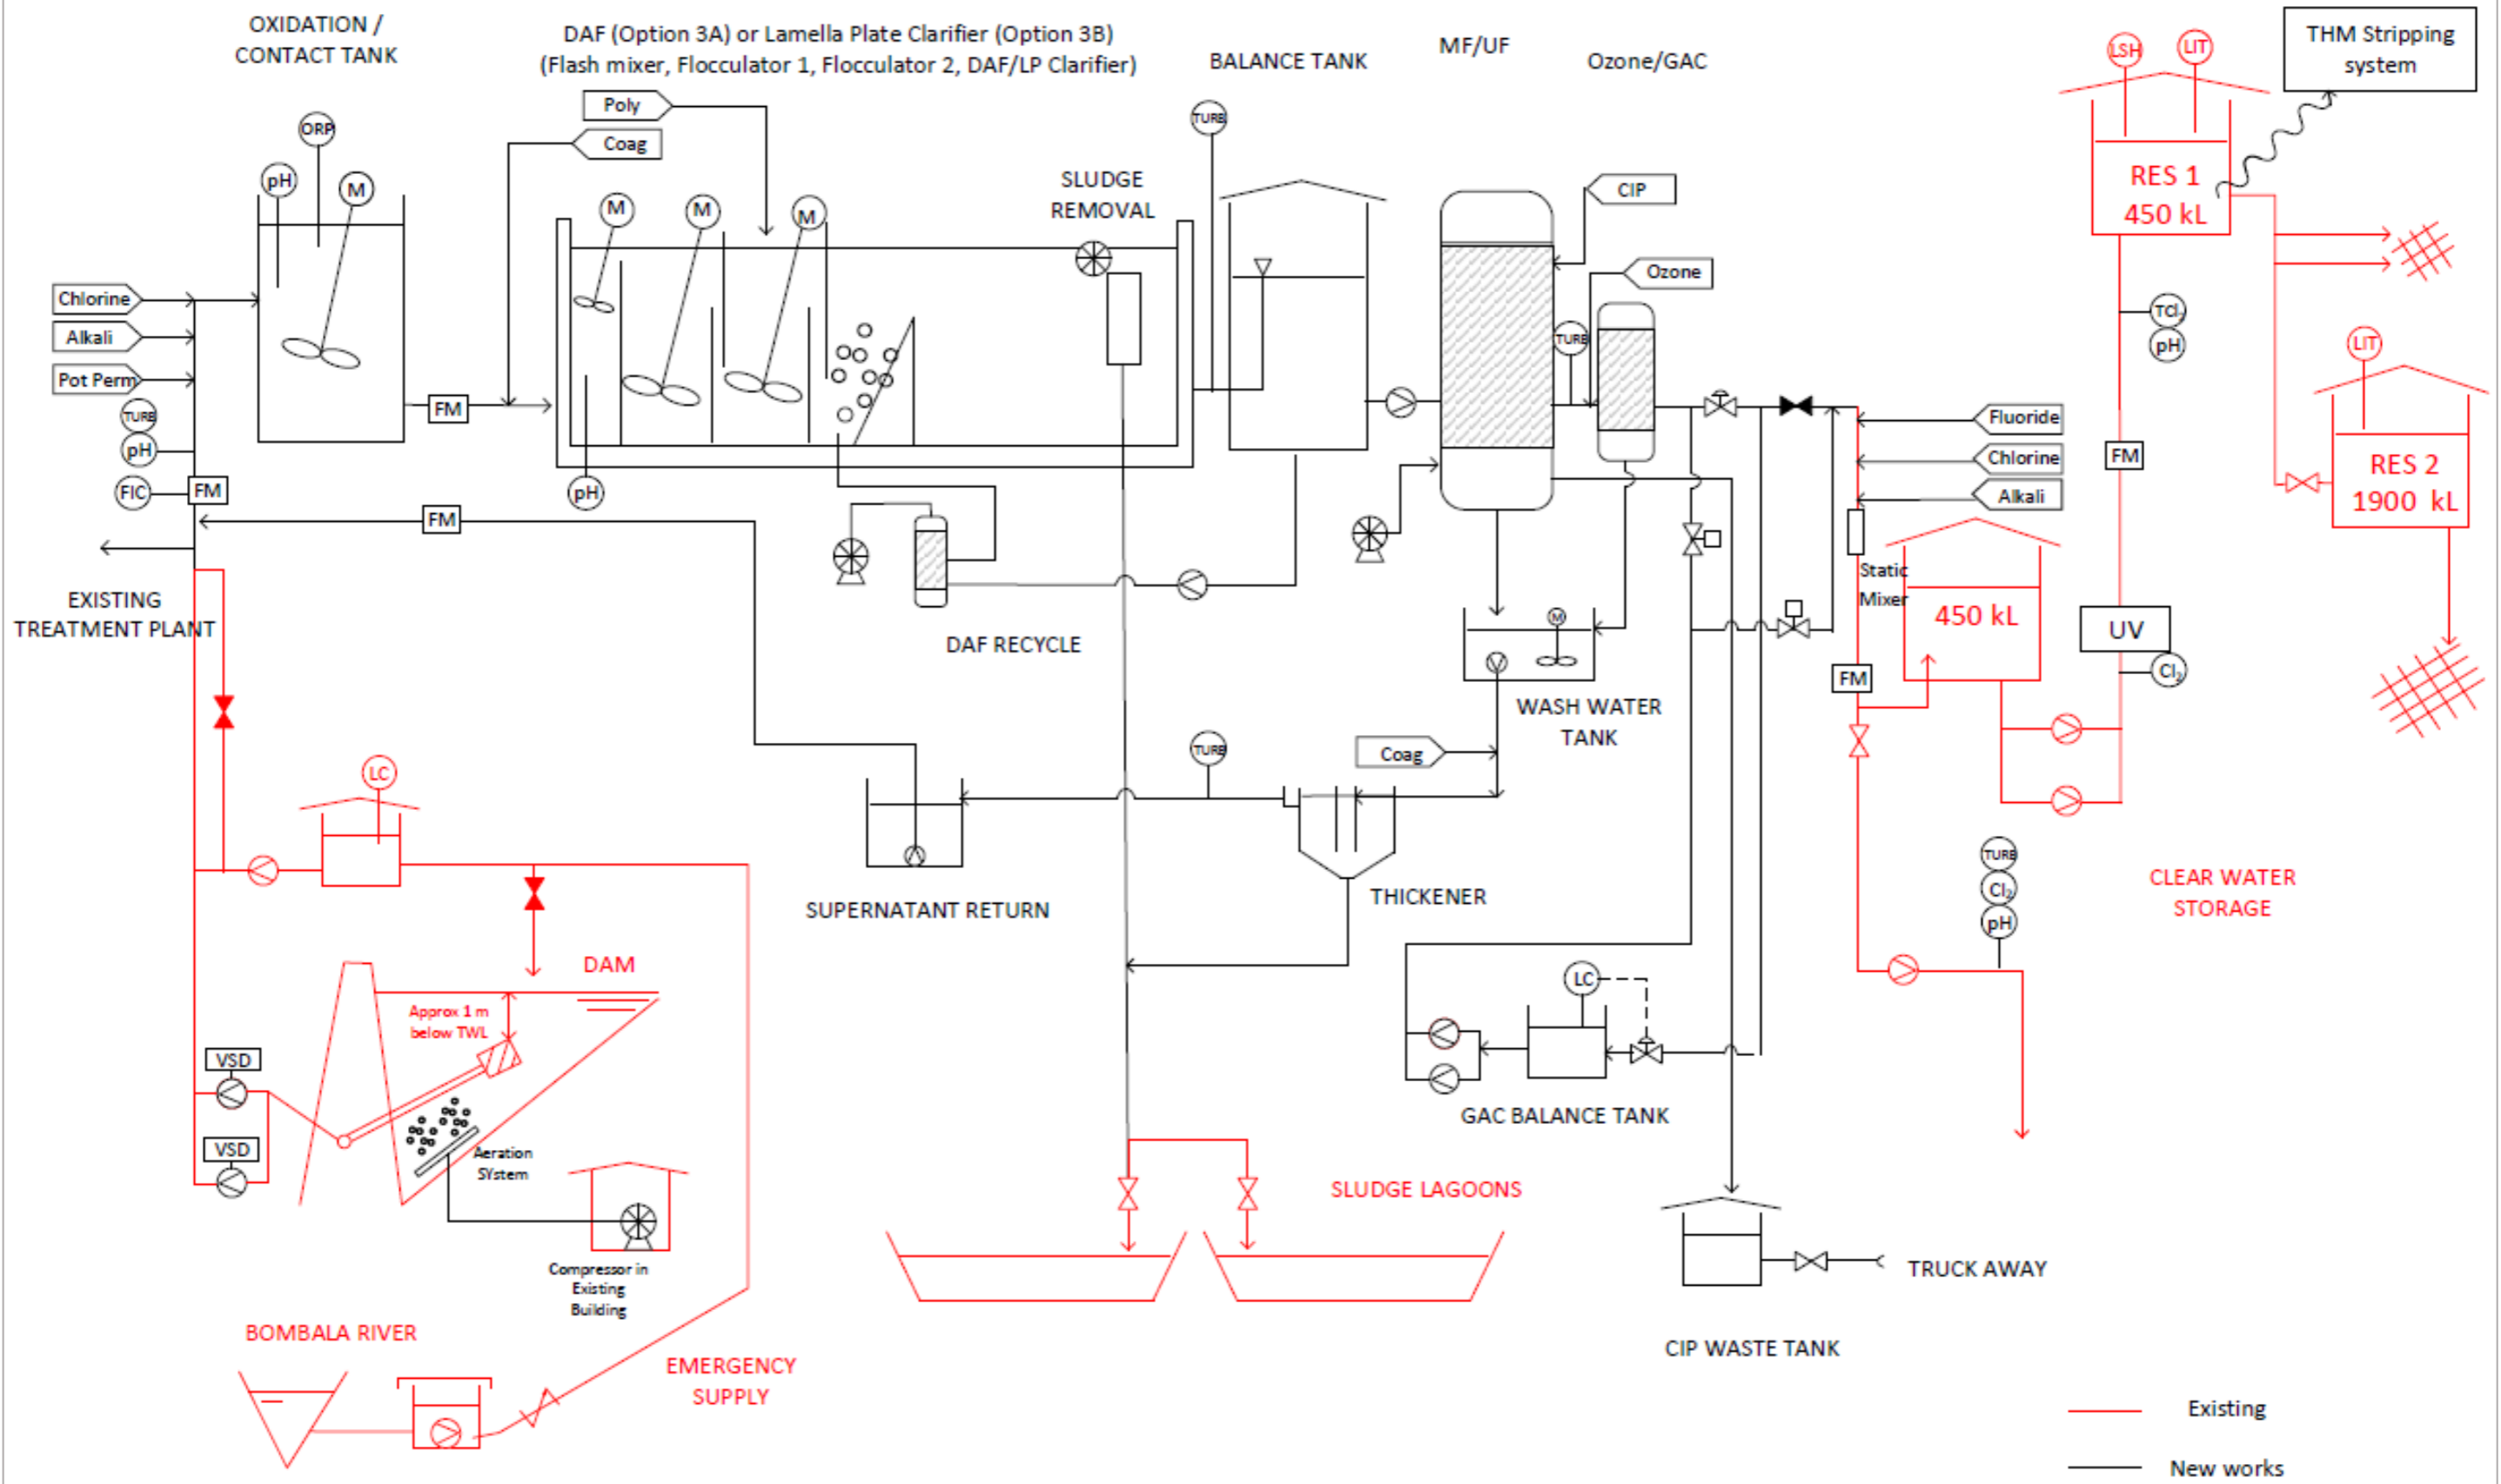 OXIDATION /
CONTACT TANK
DAF (Option 3A) or Lamella Plate Clarifier (Option 3B)
(Flash mixer, Flocculator 1, Flocculator 2, DAF/LP Clarifier)
BALANCE TANK
MF/UF
Ozone/GAC
LSH
LIT
THM Stripping
system
Poly
Coag
ORP
pH
M
M
M
M
TURB
SLUDGE
REMOVAL
CIP
Ozone
RES 1
450 kL
Chlorine
Alkali
Pot Perm
TURB
pH
FIC
FM
FM
FM
pH
TURB
Fluoride
Chlorine
Alkali
TCl2
pH
FM
LIT
RES 2
1900 kL
EXISTING
TREATMENT PLANT
DAF RECYCLE
Static
Mixer
450 kL
UV
Cl2
M
WASH WATER
TANK
FM
Coag
TURB
LC
SUPERNATANT RETURN
THICKENER
TURB
Cl2
pH
CLEAR WATER
STORAGE
DAM
Approx 1 m
below TWL
LC
VSD
VSD
GAC BALANCE TANK
Aeration
SYstem
SLUDGE LAGOONS
Compressor in
Existing
Building
TRUCK AWAY
BOMBALA RIVER
EMERGENCY
SUPPLY
CIP WASTE TANK
Existing
New works